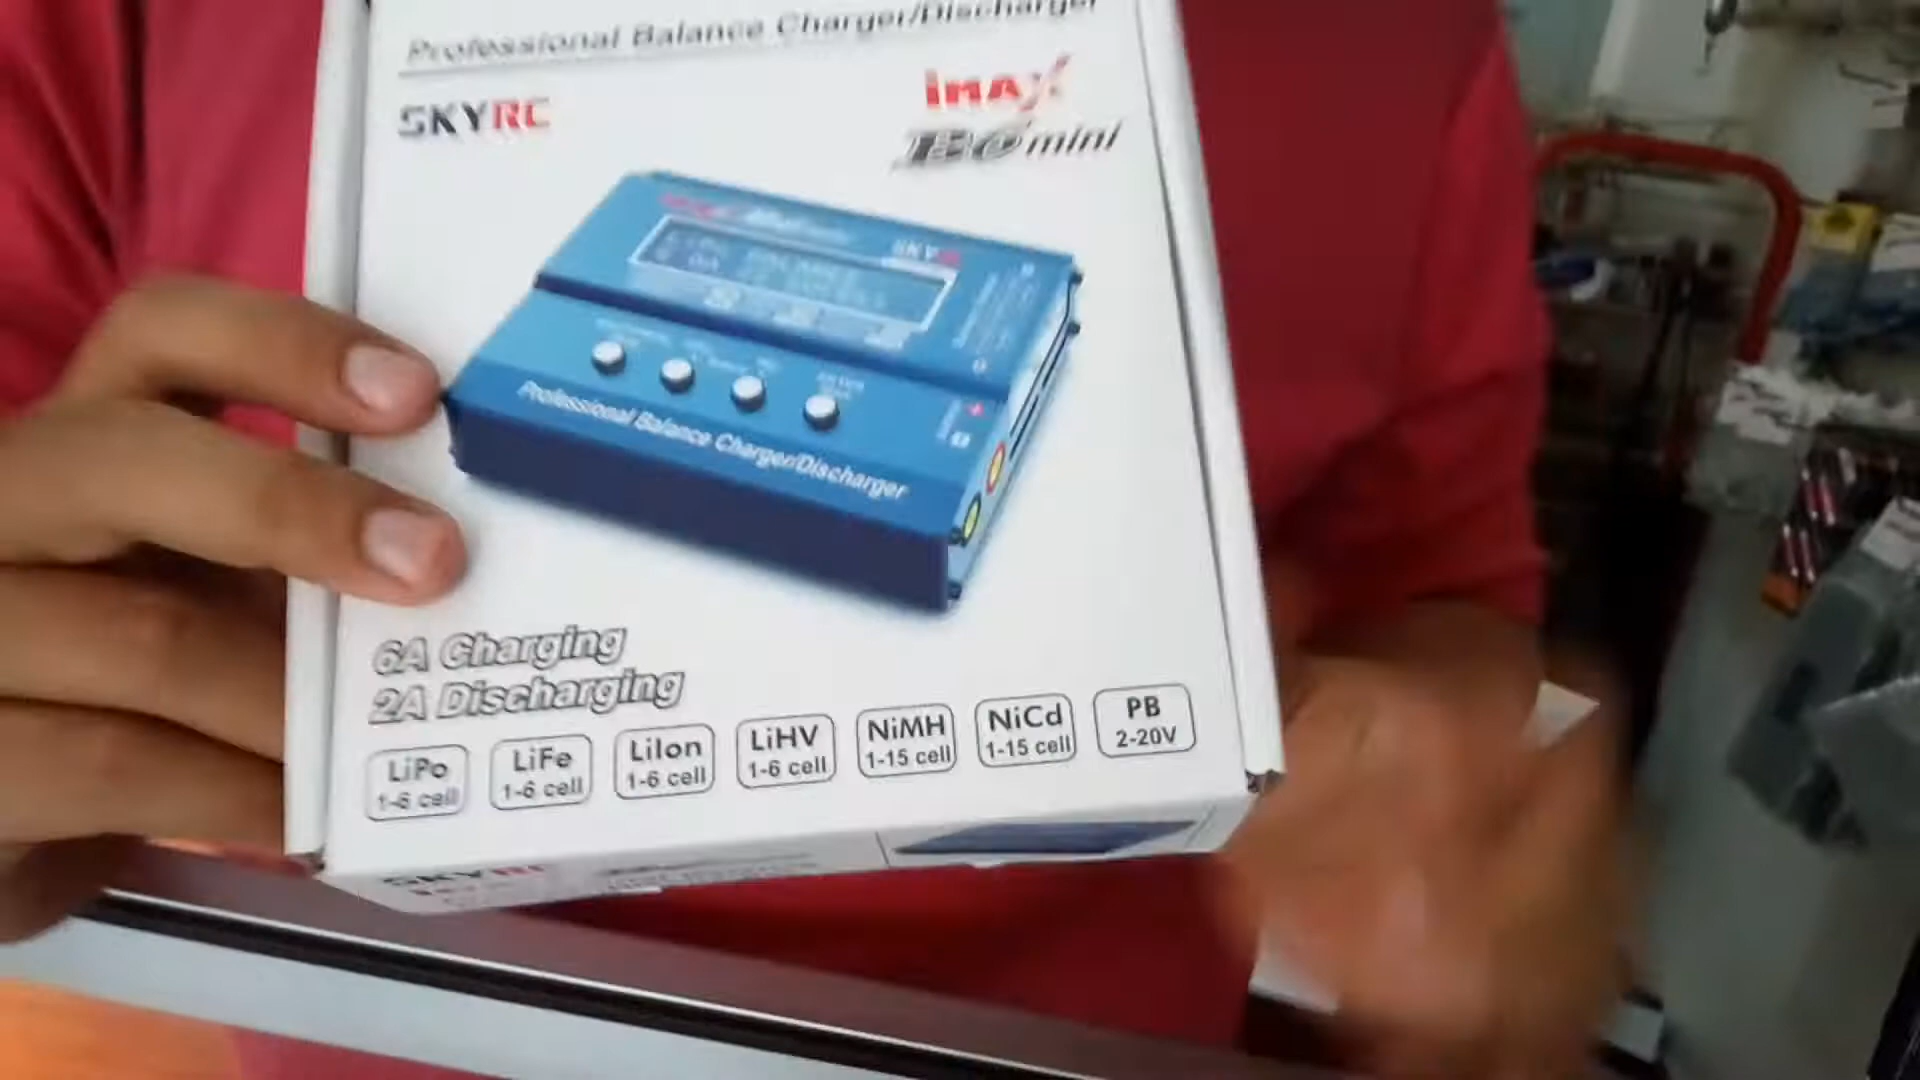 Professional Balance Charger/Discharger
SKYRC
iMAX
B6 mini
SKYRC
Professional Balance Charger/Discharger
6A Charging
2A Discharging
LiPo
1-6 cell
LiFe
1-6 cell
LiIon
1-6 cell
LiHV
1-6 cell
NiMH
1-15 cell
NiCd
1-15 cell
PB
2-20V
SKYRC